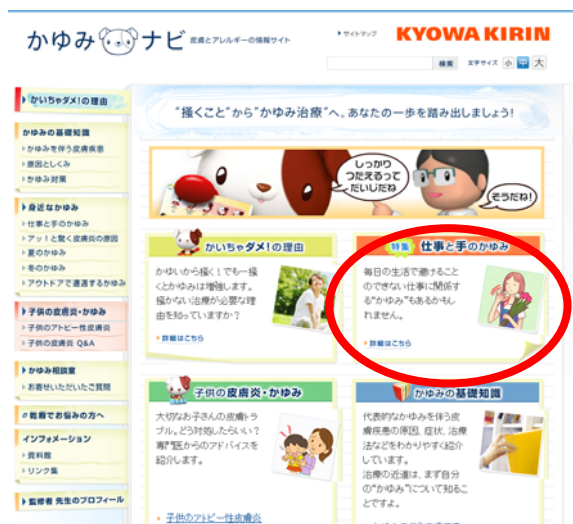 かゆみナビ 皮膚とアレルギーの情報サイト
サイトマップ
KYOWA KIRIN
検索 文字サイズ 小 中 大
かいちゃダメ!の理由
かゆみの基礎知識
かゆみを伴う皮膚疾患
原因としくみ
かゆみ対策
身近なかゆみ
仕事と手のかゆみ
アッ!と驚く皮膚炎の原因
夏のかゆみ
冬のかゆみ
アウトドアで遭遇するかゆみ
子供の皮膚炎・かゆみ
子供のアトピー性皮膚炎
子供の皮膚炎 Q&A
かゆみ相談室
お寄せいただいたご質問
乾癬でお悩みの方へ
インフォメーション
資料館
リンク集
監修者 先生のプロフィール
"掻くこと"から"かゆみ治療"へ。あなたの一歩を踏み出しましょう!
しっかり
つたえるって
だいじだね
そうだね!
かいちゃダメ!の理由
かゆいから掻く!でも一掻
くとかゆみは増強します。
掻かない治療が必要な理
由を知っていますか?
詳細はこちら
特集 仕事と手のかゆみ
毎日の生活で避けること
のできない仕事に関係す
る"かゆみ"もあるかもし
れません。
詳細はこちら
子供の皮膚炎・かゆみ
大切なお子さんの皮膚トラ
ブル。どう対処したらいい?
専門医からのアドバイスを
紹介します。
子供のアトピー性皮膚炎
かゆみの基礎知識
代表的なかゆみを伴う皮
膚疾患の原因、症状、治療
法などをわかりやすく紹介
しています。
治療の近道は、まず自分
の"かゆみ"について知るこ
とですよ。